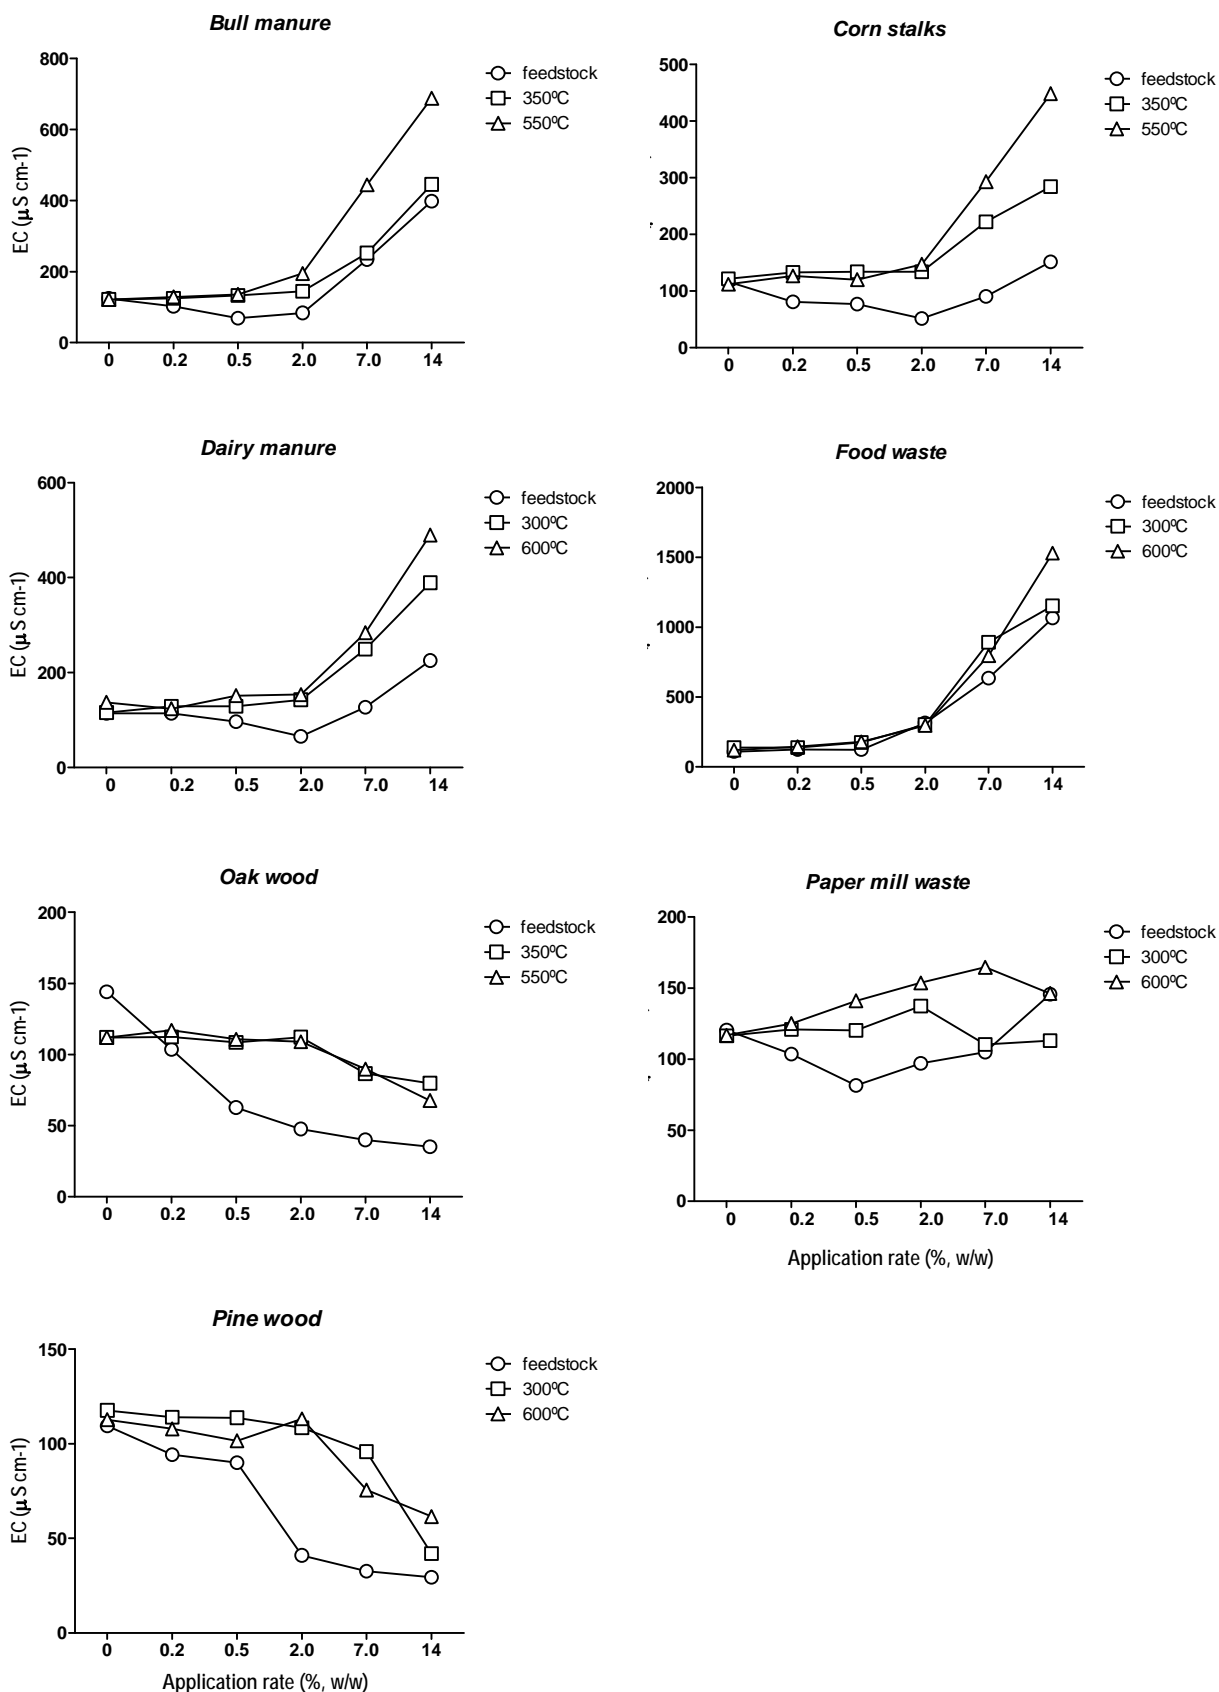 Bull manure
EC (μS cm-1)
800
600
400
200
0
0 0.2 0.5 2.0 7.0 14
feedstock
350ºC
550ºC
Corn stalks
500
400
300
200
100
0
0 0.2 0.5 2.0 7.0 14
feedstock
350ºC
550ºC
Dairy manure
EC (μS cm-1)
600
400
200
0
0 0.2 0.5 2.0 7.0 14
feedstock
300ºC
600ºC
Food waste
2000
1500
1000
500
0
0 0.2 0.5 2.0 7.0 14
feedstock
300ºC
600ºC
Oak wood
EC (μS cm-1)
200
150
100
50
0
0 0.2 0.5 2.0 7.0 14
feedstock
350ºC
550ºC
Paper mill waste
200
150
100
50
0
0 0.2 0.5 2.0 7.0 14
Application rate (%, w/w)
feedstock
300ºC
600ºC
Pine wood
EC (μS cm-1)
150
100
50
0
0 0.2 0.5 2.0 7.0 14
Application rate (%, w/w)
feedstock
300ºC
600ºC